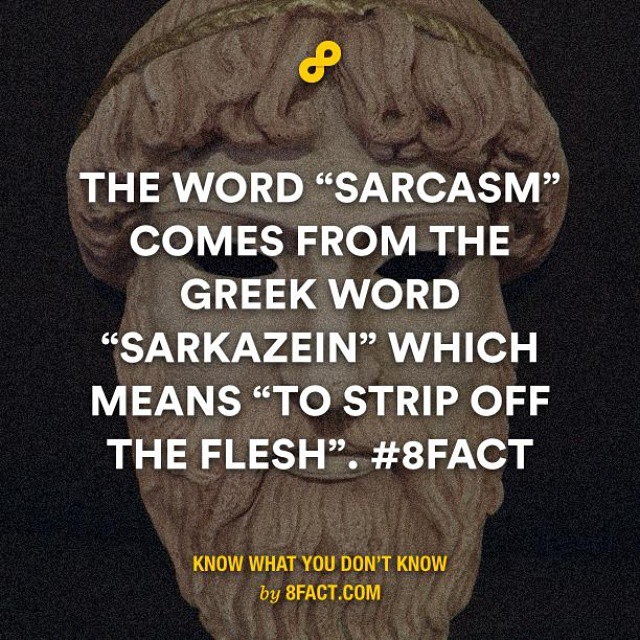 THE WORD “SARCASM”
COMES FROM THE
GREEK WORD
“SARKAZEIN” WHICH
MEANS “TO STRIP OFF
THE FLESH”. #8FACT
KNOW WHAT YOU DON’T KNOW
by 8FACT.COM